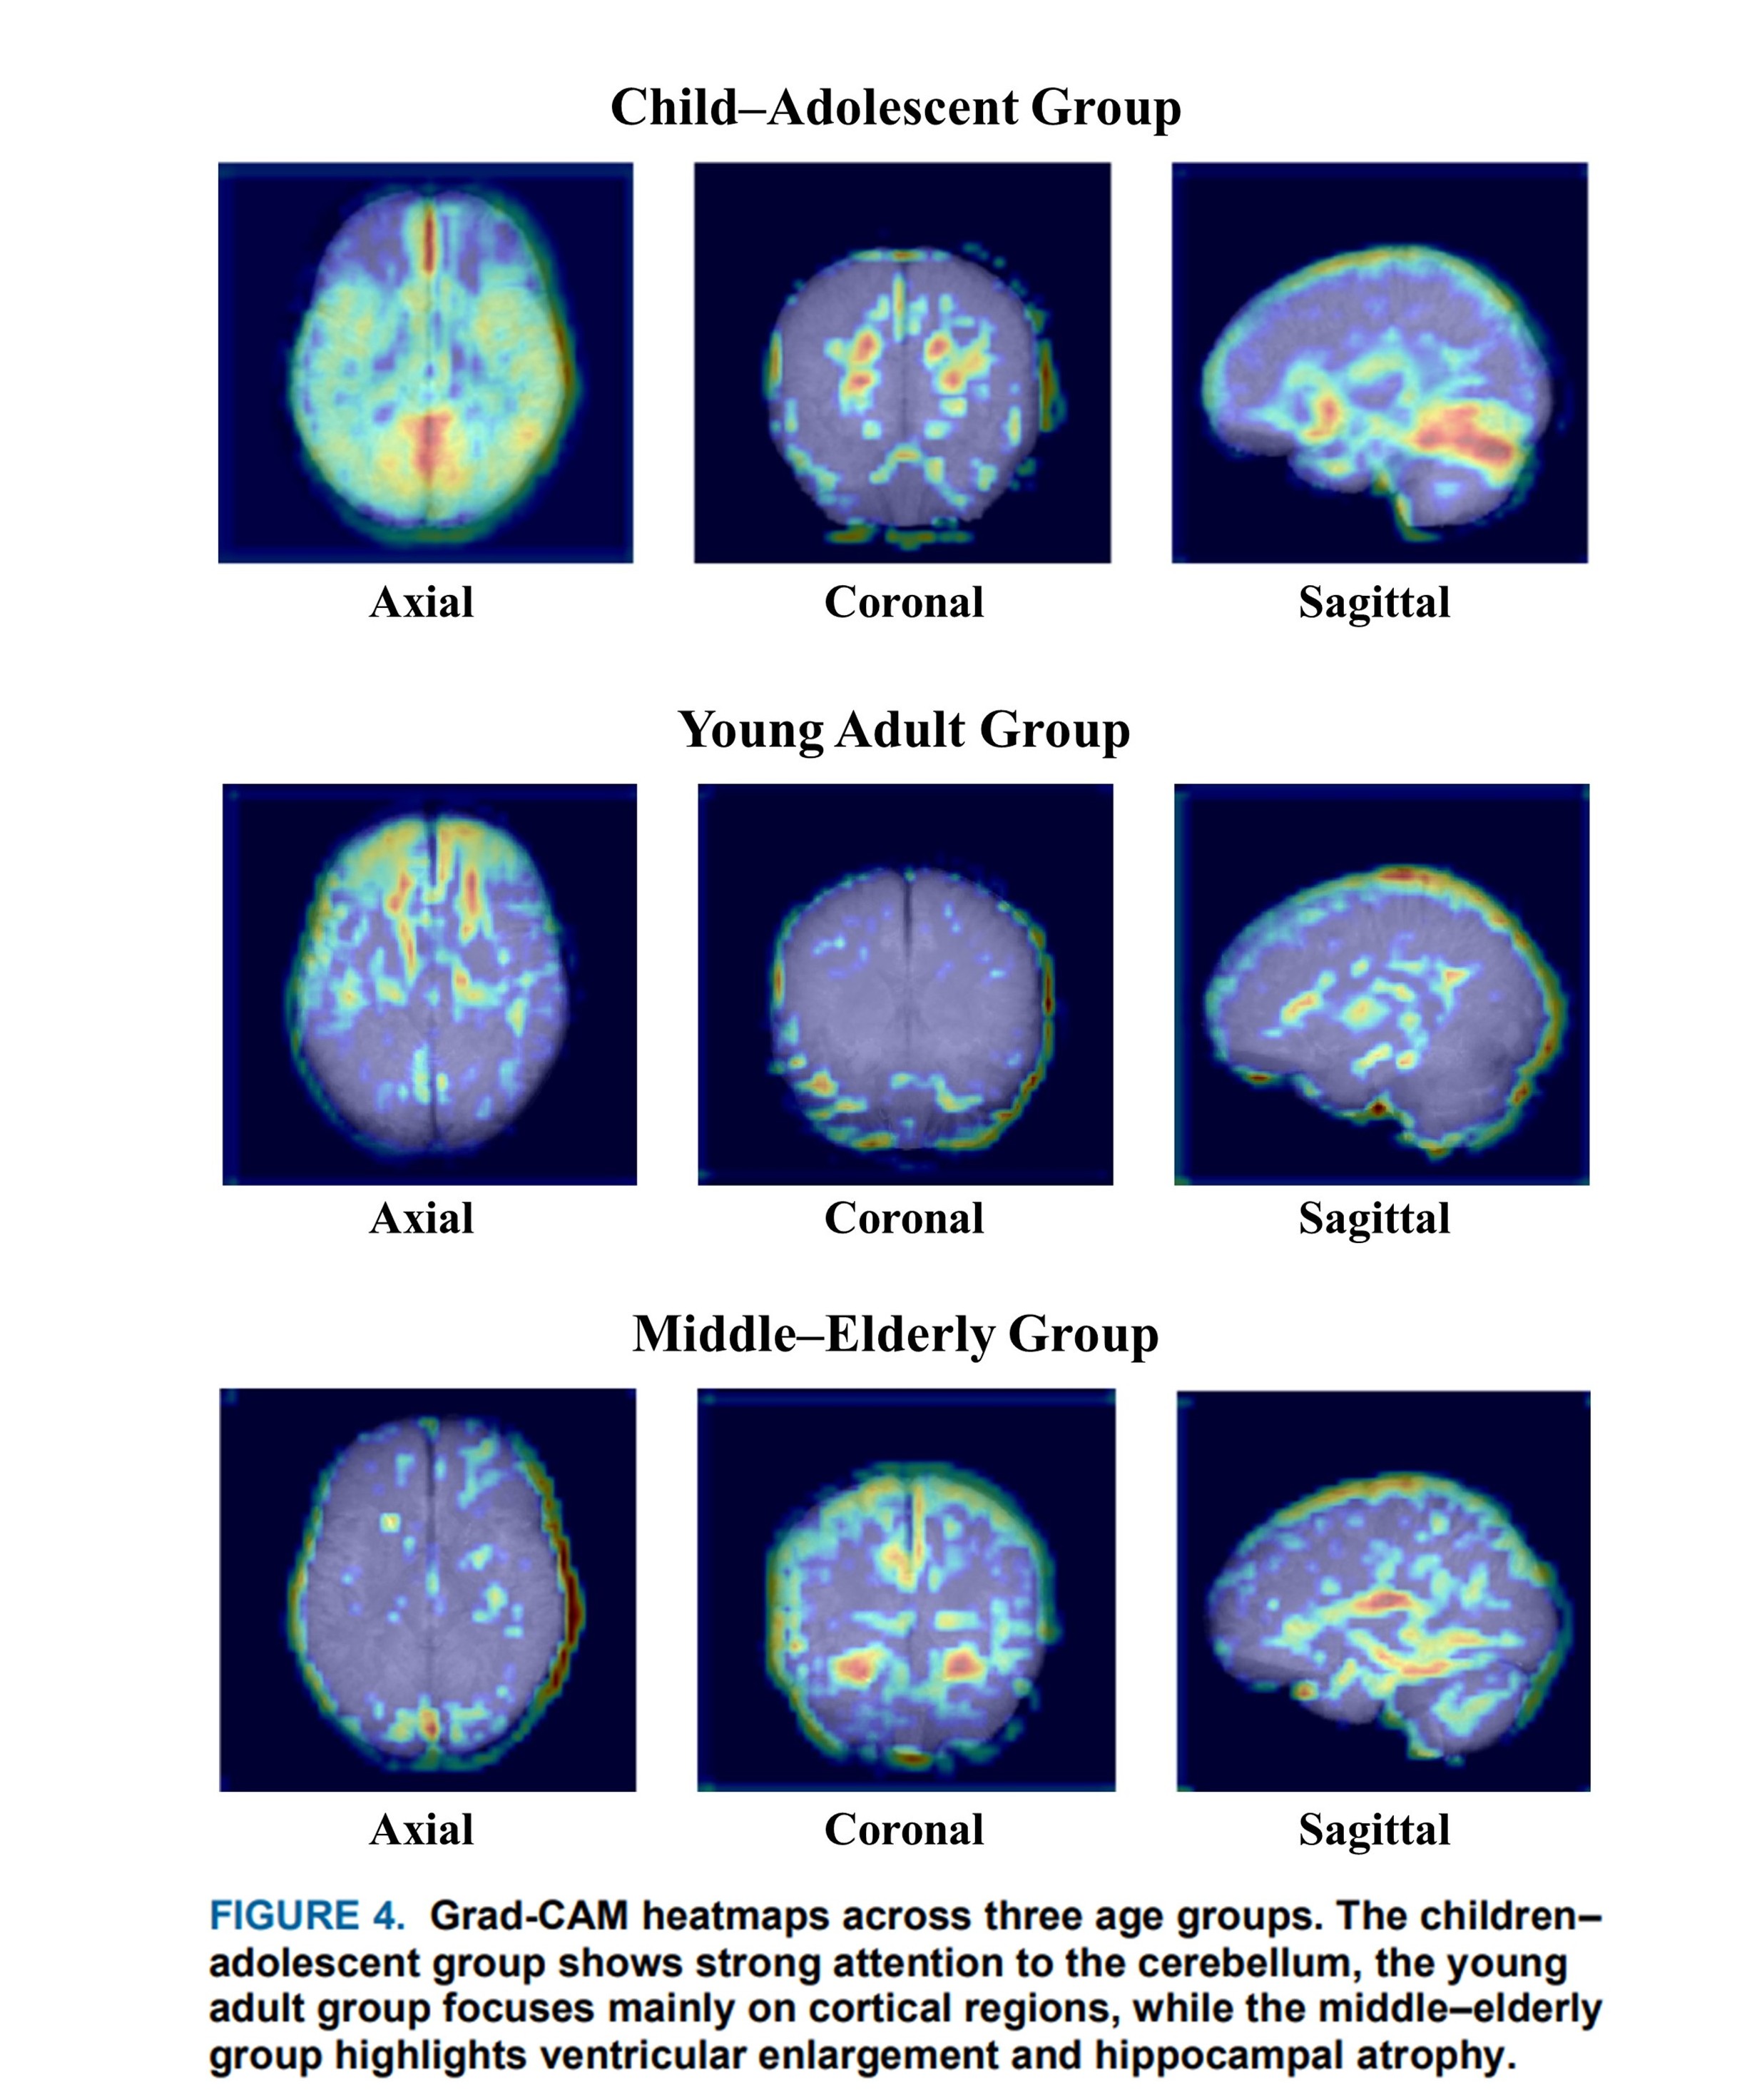 Child–Adolescent Group
Axial Coronal Sagittal
Young Adult Group
Axial Coronal Sagittal
Middle–Elderly Group
Axial Coronal Sagittal
FIGURE 4. Grad-CAM heatmaps across three age groups. The children–
adolescent group shows strong attention to the cerebellum, the young
adult group focuses mainly on cortical regions, while the middle–elderly
group highlights ventricular enlargement and hippocampal atrophy.